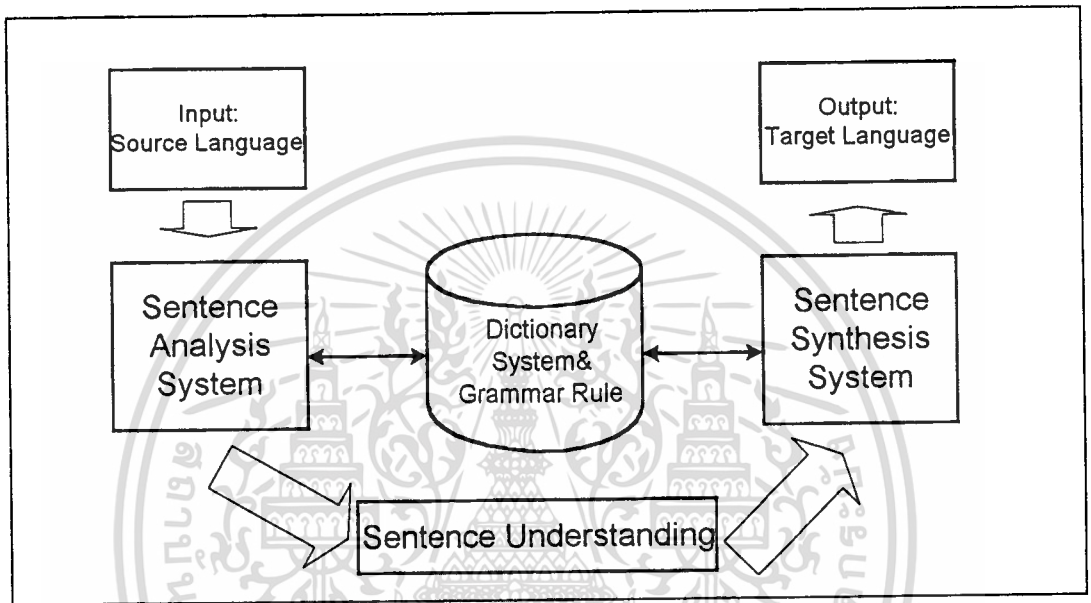 Input:
Source Language
Output:
Target Language
Sentence
Analysis
System
Dictionary
System&
Grammar Rule
Sentence
Synthesis
System
Sentence Understanding